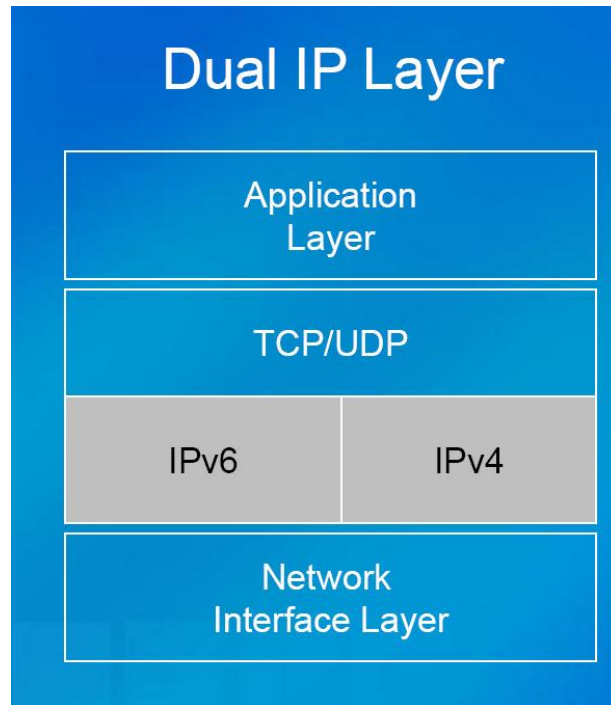 Dual IP Layer
Application
Layer
TCP/UDP
IPv6
IPv4
Network
Interface Layer